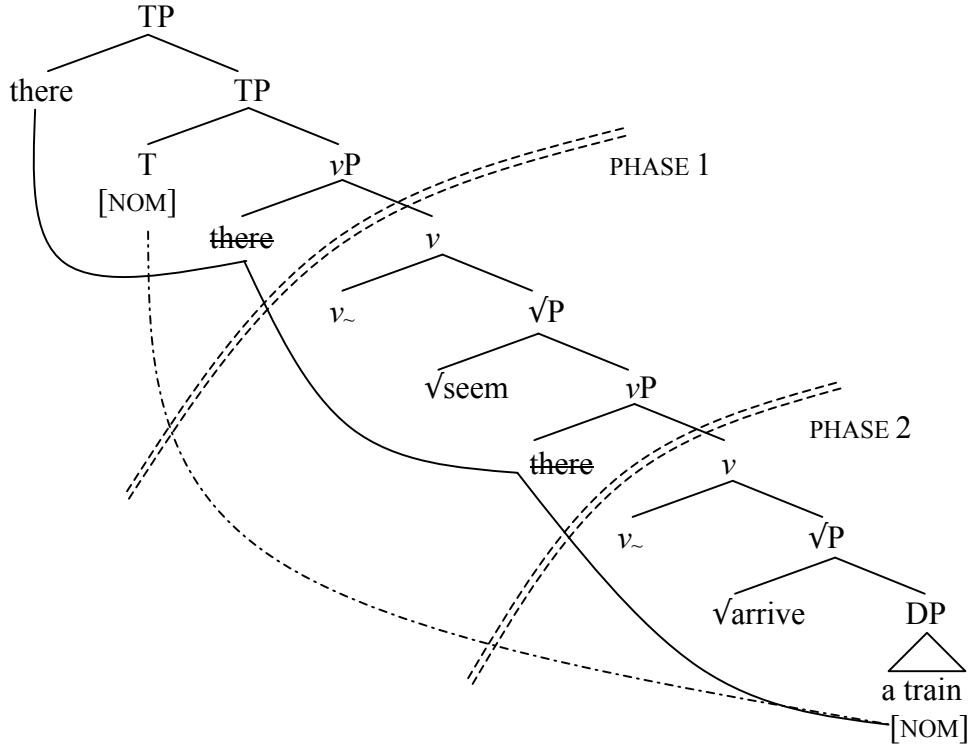 TP
there TP
T vP PHASE 1
[NOM]
there v
v~ √P
√seem vP
PHASE 2
there v
v~ √P
√arrive DP
a train
[NOM]